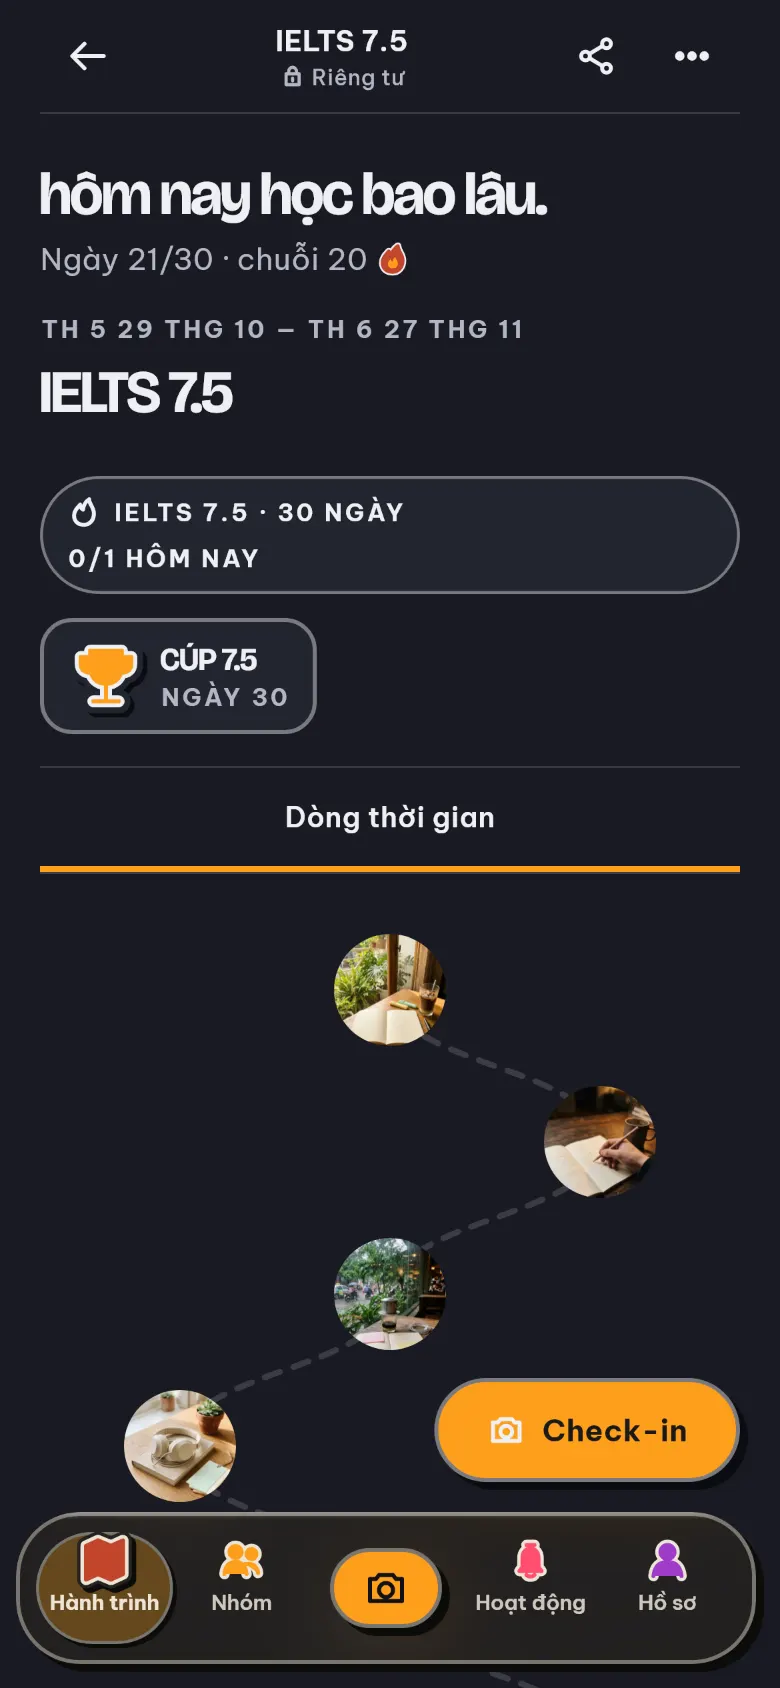 IELTS 7.5
Riêng tư
hôm nay học bao lâu.
Ngày 21/30 · chuỗi 20
TH 5 29 THG 10 – TH 6 27 THG 11
IELTS 7.5
IELTS 7.5 · 30 NGÀY
0/1 HÔM NAY
CÚP 7.5
NGÀY 30
Dòng thời gian
Check-in
Hành trình
Nhóm
Hoạt động
Hồ sơ